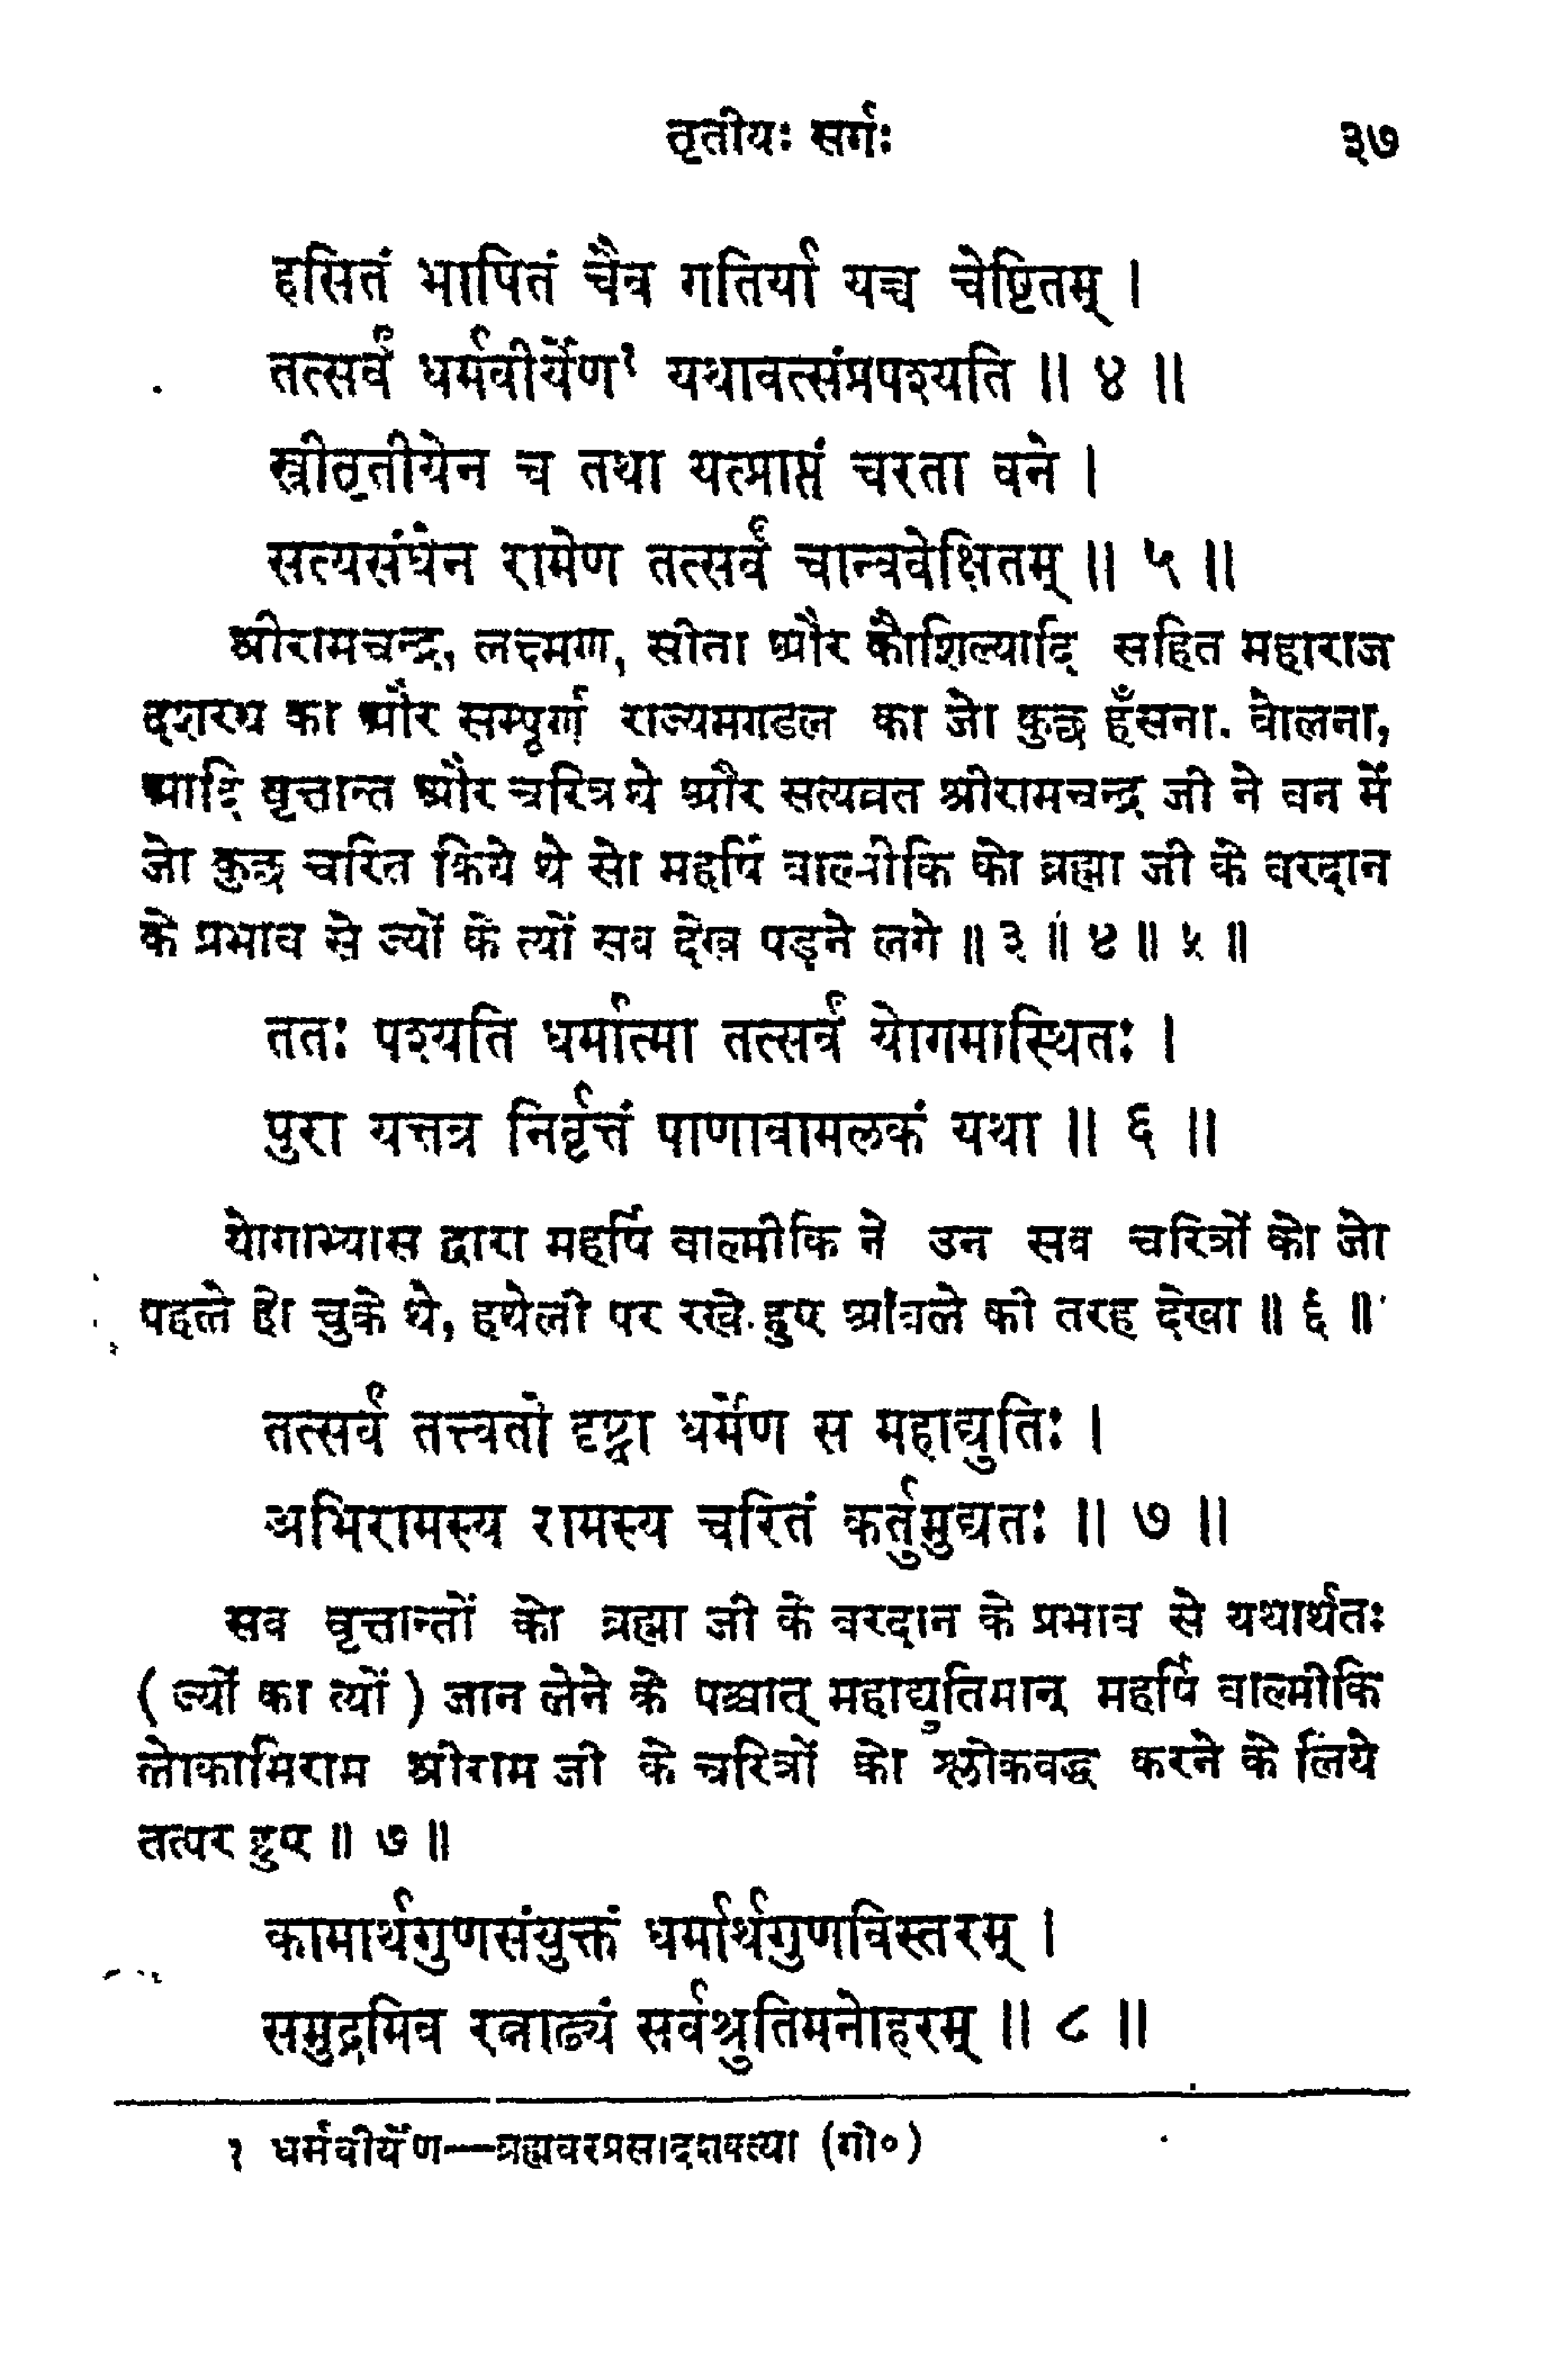 तृतीयः सर्गः ३७
हसितं भाषितं चैव गतिर्या यच्च चेष्टितम् ।
तत्सर्वं धर्मवीर्येण१ यथावत्संप्रपश्यति ॥ ४ ॥
स्त्रीतृतीयेन च तथा यत्प्राप्तं चरता वने ।
सत्यसंधेन रामेण तत्सर्वं चान्ववेक्षितम् ॥ ५ ॥
श्रीरामचन्द्र, लक्ष्मण, सीता और कौशिल्यादि सहित महाराज
दशरथ का और सम्पूर्ण राज्यमण्डल का जो कुछ हँसना. बोलना,
आदि वृत्तान्त और चरित्र थे और सत्यव्रत श्रीरामचन्द्र जी ने वन में
जो कुछ चरित किये थे सो महर्षि वाल्मीकि को ब्रह्मा जी के वरदान
के प्रभाव से ज्यों के त्यों सब देख पड़ने लगे ॥ ३ ॥ ४ ॥ ५ ॥
ततः पश्यति धर्मात्मा तत्सर्वं योगमास्थितः ।
पुरा यत्तत्र निर्वृत्तं पाणावामलकं यथा ॥ ६ ॥
योगाभ्यास द्वारा महर्षि वाल्मीकि ने उन सब चरित्रों को जो
पहले हो चुके थे, हथेली पर रखे हुए आंवले की तरह देखा ॥ ६ ॥
तत्सर्वं तत्त्वतो दृष्ट्वा धर्मेण स महाद्युतिः ।
अभिरामस्य रामस्य चरितं कर्तुमुद्यतः ॥ ७ ॥
सब वृत्तान्तों को ब्रह्मा जी के वरदान के प्रभाव से यथार्थतः
( ज्यों का त्यों ) जान लेने के पश्चात् महाद्युतिमान् महर्षि वाल्मीकि
लोकाभिराम श्रीराम जी के चरित्रों को श्लोकबद्ध करने के लिये
तत्पर हुए ॥ ७ ॥
कामार्थगुणसंयुक्तं धर्मार्थगुणविस्तरम् ।
समुद्रमिव रत्नाढ्यं सर्वश्रुतिमनोहरम् ॥ ८ ॥
१ धर्मवीर्येण—ब्रह्मवरप्रसादशक्त्या (गो०)